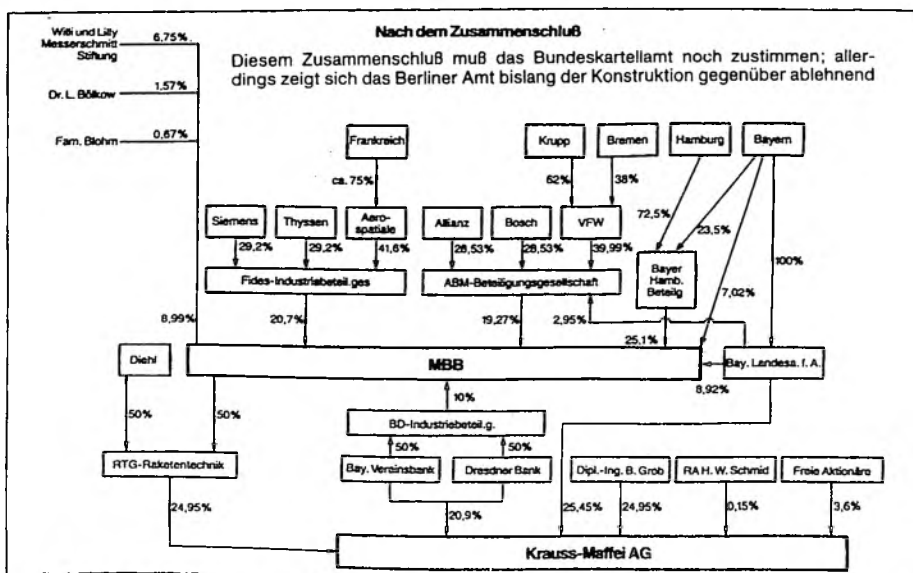 Nach dem Zusammenschluß
Diesem Zusammenschluß muß das Bundeskartellamt noch zustimmen; aller-
dings zeigt sich das Berliner Amt bislang der Konstruktion gegenüber ablehnend
Willi und Lilly
Messerschmitt
Stiftung
6,75%
Dr. L. Bölkow
1,57%
Fam. Blohm
0,67%
Frankreich
Krupp
Bremen
Hamburg
Bayern
ca. 75%
62%
38%
72,5%
23,5%
100%
7,02%
Siemens
Thyssen
Aero-
spatiale
Allianz
Bosch
VFW
29,2%
29,2%
41,6%
28,53%
28,53%
39,99%
Bayer
Hamb.
Beteilg
Fides-Industriebeteil.ges
ABM-Beteiligungsgesellschaft
8,99%
20,7%
19,27%
2,95%
25,1%
Diehl
MBB
Bay. Landesa. f. A.
8,92%
50%
50%
10%
BD-Industriebeteil.g.
50%
50%
RTG-Raketentechnik
Bay. Vereinsbank
Dresdner Bank
Dipl.-Ing. B. Grob
RA H. W. Schmid
Freie Aktionäre
24,95%
20,9%
25,45%
24,95%
0,15%
3,6%
Krauss-Maffei AG